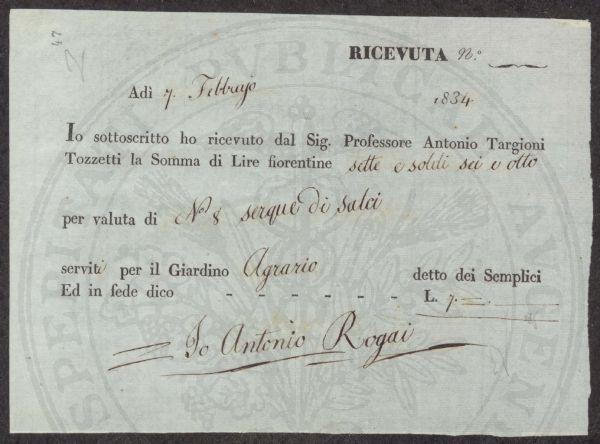 47
RICEVUTA N.º
Adì 7. Febbrajo 1834
Io sottoscritto ho ricevuto dal Sig. Professore Antonio Targioni
Tozzetti la Somma di Lire fiorentine sette e soldi sei e otto
per valuta di Nº 8 serque di salci
serviti per il Giardino Agrario detto dei Semplici
Ed in fede dico - - - - - - L. 7.
Io Antonio Rogai